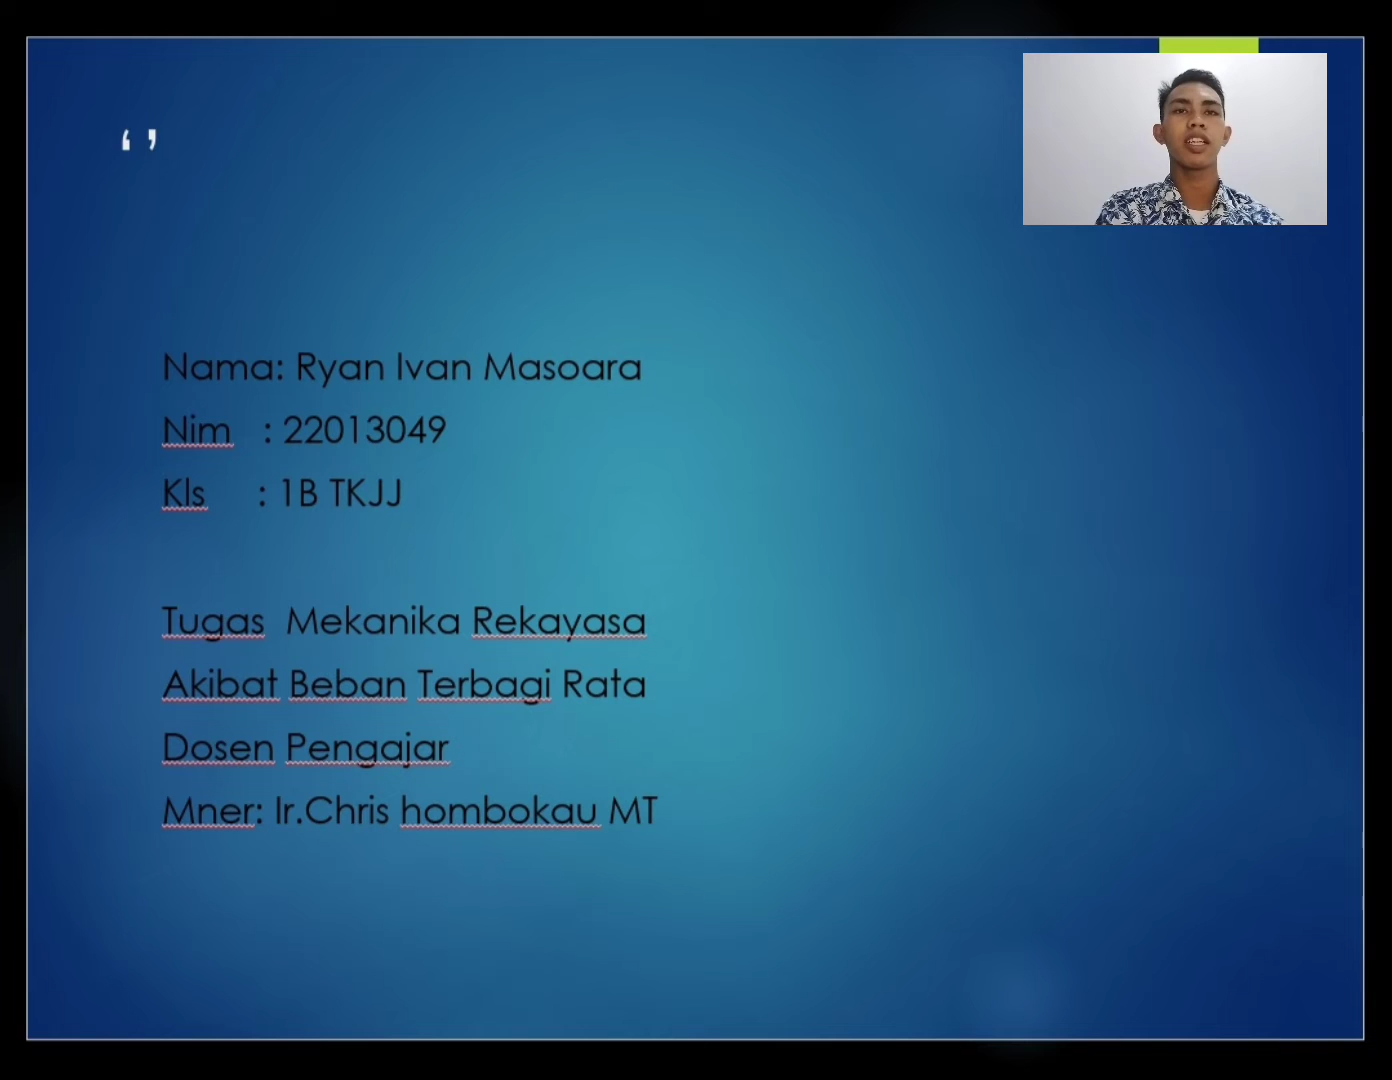 ‘ ’
Nama: Ryan Ivan Masoara
Nim : 22013049
Kls : 1B TKJJ
Tugas Mekanika Rekayasa
Akibat Beban Terbagi Rata
Dosen Pengajar
Mner: Ir.Chris hombokau MT